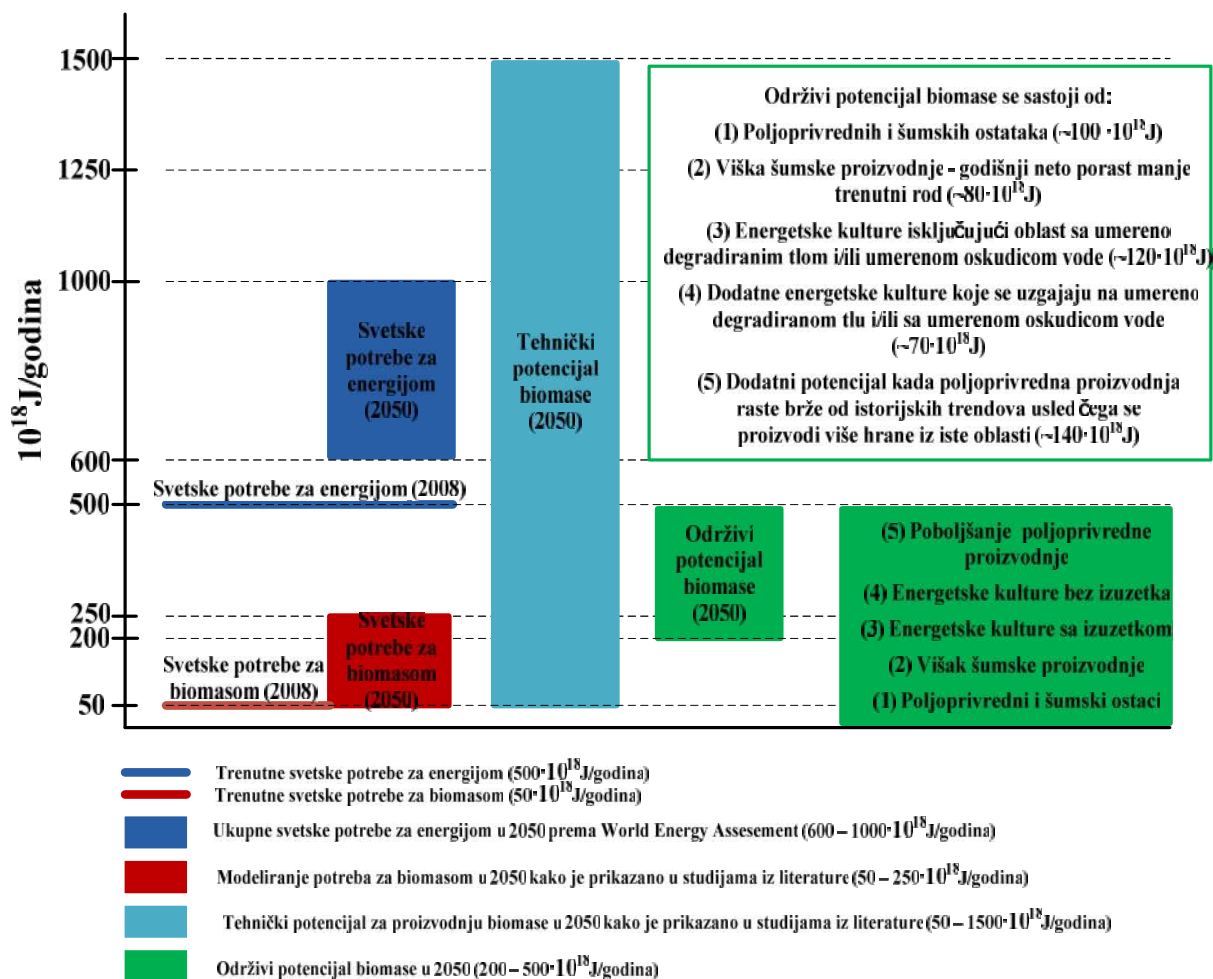 10¹⁸J/godina
1500
1250
1000
600
500
250
200
50
Svetske
potrebe za
energijom
(2050)
Svetske potrebe za energijom (2008)
Svetske
potrebe za
biomasom
(2050)
Svetske potrebe za
biomasom (2008)
Tehnički
potencijal
biomase
(2050)
Održivi potencijal biomase se sastoji od:
(1) Poljoprivrednih i šumskih ostataka (~100 ·10¹⁸J)
(2) Viška šumske proizvodnje - godišnji neto porast manje
trenutni rod (~80·10¹⁸J)
(3) Energetske kulture isključujući oblast sa umereno
degradiranim tlom i/ili umerenom oskudicom vode (~120·10¹⁸J)
(4) Dodatne energetske kulture koje se uzgajaju na umereno
degradiranom tlu i/ili sa umerenom oskudicom vode
(~70·10¹⁸J)
(5) Dodatni potencijal kada poljoprivredna proizvodnja
raste brže od istorijskih trendova usled čega se
proizvodi više hrane iz iste oblasti (~140·10¹⁸J)
Održivi
potencijal
biomase
(2050)
(5) Poboljšanje poljoprivredne
proizvodnje
(4) Energetske kulture bez izuzetka
(3) Energetske kulture sa izuzetkom
(2) Višak šumske proizvodnje
(1) Poljoprivredni i šumski ostaci
Trenutne svetske potrebe za energijom (500·10¹⁸J/godina)
Trenutne svetske potrebe za biomasom (50·10¹⁸J/godina)
Ukupne svetske potrebe za energijom u 2050 prema World Energy Assesement (600 – 1000·10¹⁸J/godina)
Modeliranje potreba za biomasom u 2050 kako je prikazano u studijama iz literature (50 – 250·10¹⁸J/godina)
Tehnički potencijal za proizvodnju biomase u 2050 kako je prikazano u studijama iz literature (50 – 1500·10¹⁸J/godina)
Održivi potencijal biomase u 2050 (200 – 500·10¹⁸J/godina)